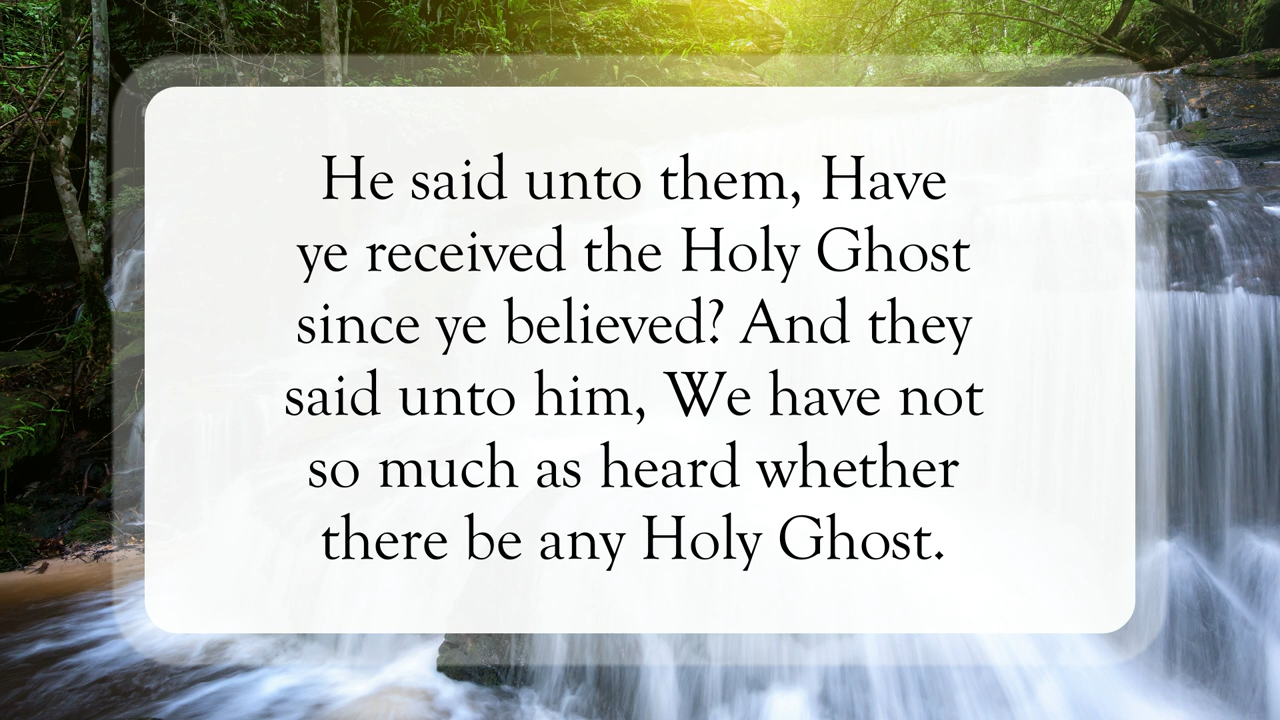 He said unto them, Have
ye received the Holy Ghost
since ye believed? And they
said unto him, We have not
so much as heard whether
there be any Holy Ghost.